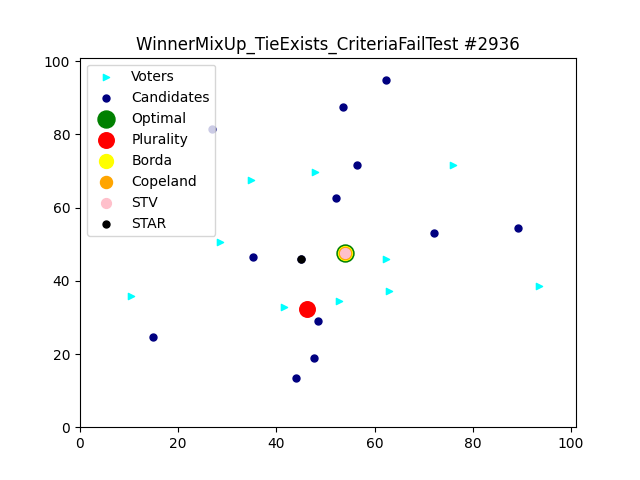 WinnerMixUp_TieExists_CriteriaFailTest #2936
100
80
60
40
20
0
Voters
Candidates
Optimal
Plurality
Borda
Copeland
STV
STAR
0 20 40 60 80 100